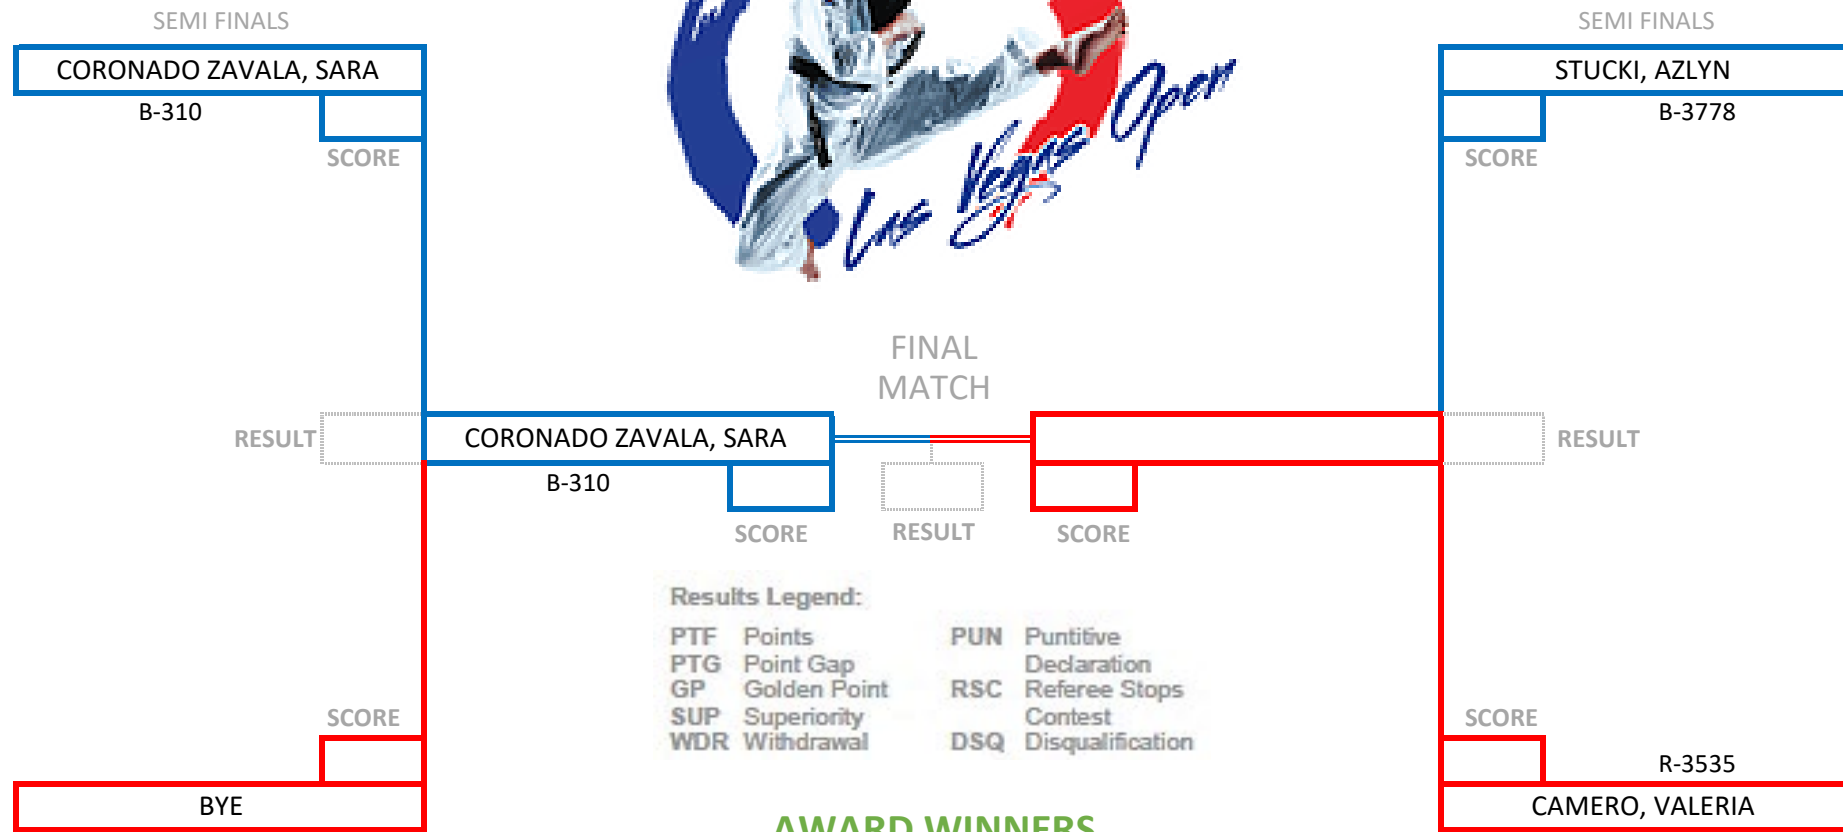 SEMI FINALS
SEMI FINALS
CORONADO ZAVALA, SARA
STUCKI, AZLYN
B-310
B-3778
SCORE
SCORE
Las Vegas Open
FINAL
MATCH
RESULT
CORONADO ZAVALA, SARA
RESULT
B-310
SCORE
RESULT
SCORE
Results Legend:
PTF Points
PTG Point Gap
GP Golden Point
SUP Superiority
WDR Withdrawal
PUN Puntitive
Declaration
RSC Referee Stops
Contest
DSQ Disqualification
SCORE
SCORE
R-3535
BYE
CAMERO, VALERIA
AWARD WINNERS